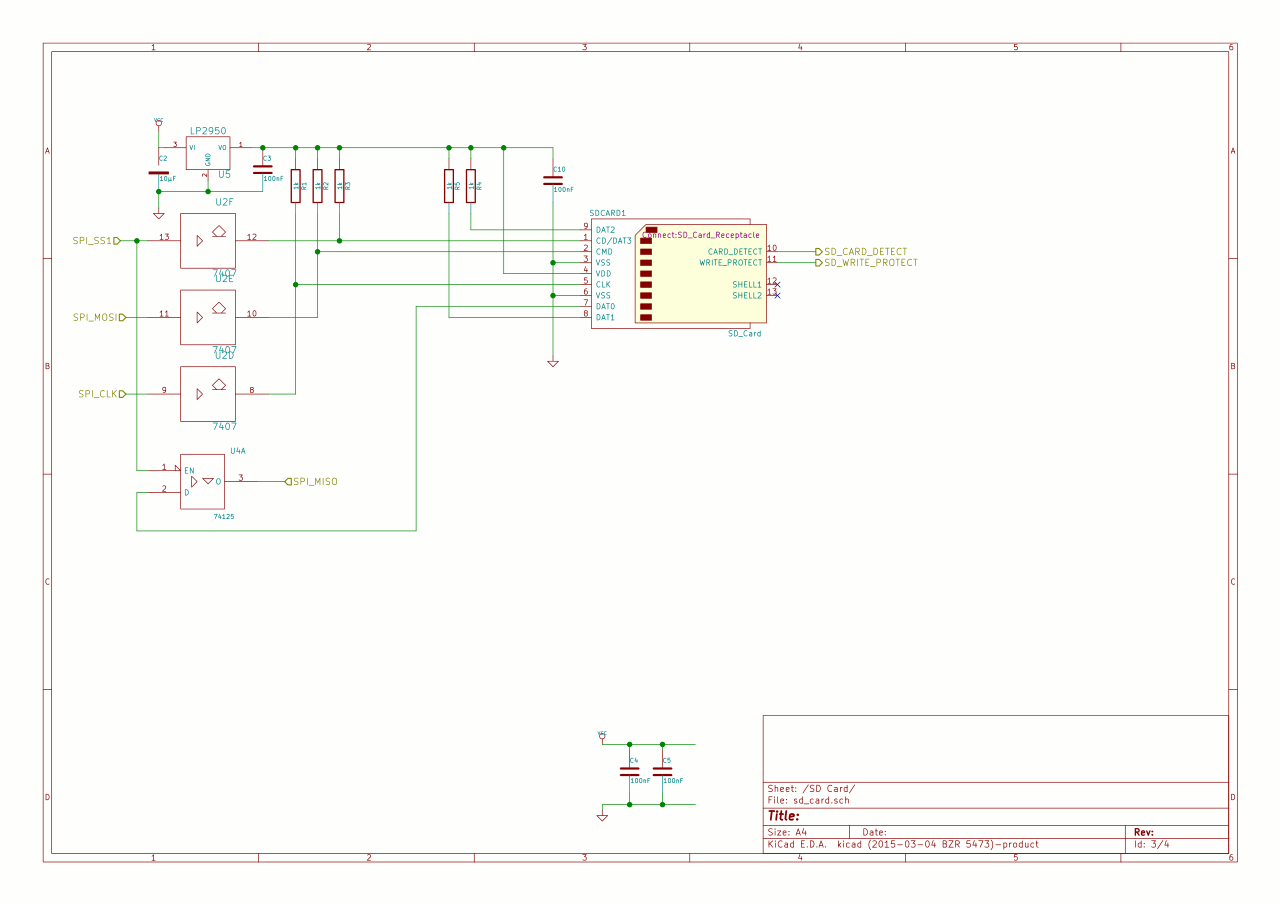 1 2 3 4 5 6
A A
VCC
LP2950
3 VI VO 1
GND
2
U5
C2
10µF
C3
100nF
1k R1
1k R2
1k R3
1k R5
1k R4
C10
100nF
U2F
SPI_SS1 13 12
7407
U2E
SPI_MOSI 11 10
7407
U2D
SPI_CLK 9 8
7407
U4A
1 EN
2 D
O 3 SPI_MISO
74125
SDCARD1
Connect:SD_Card_Receptacle
9 DAT2
1 CD/DAT3
2 CMD
3 VSS
4 VDD
5 CLK
6 VSS
7 DAT0
8 DAT1
CARD_DETECT 10 SD_CARD_DETECT
WRITE_PROTECT 11 SD_WRITE_PROTECT
SHELL1 12
SHELL2 13
SD_Card
B B
C C
D D
VCC
C4
100nF
C5
100nF
Sheet: /SD Card/
File: sd_card.sch
Title:
Size: A4 Date: Rev:
KiCad E.D.A. kicad (2015-03-04 BZR 5473)-product Id: 3/4
1 2 3 4 5 6